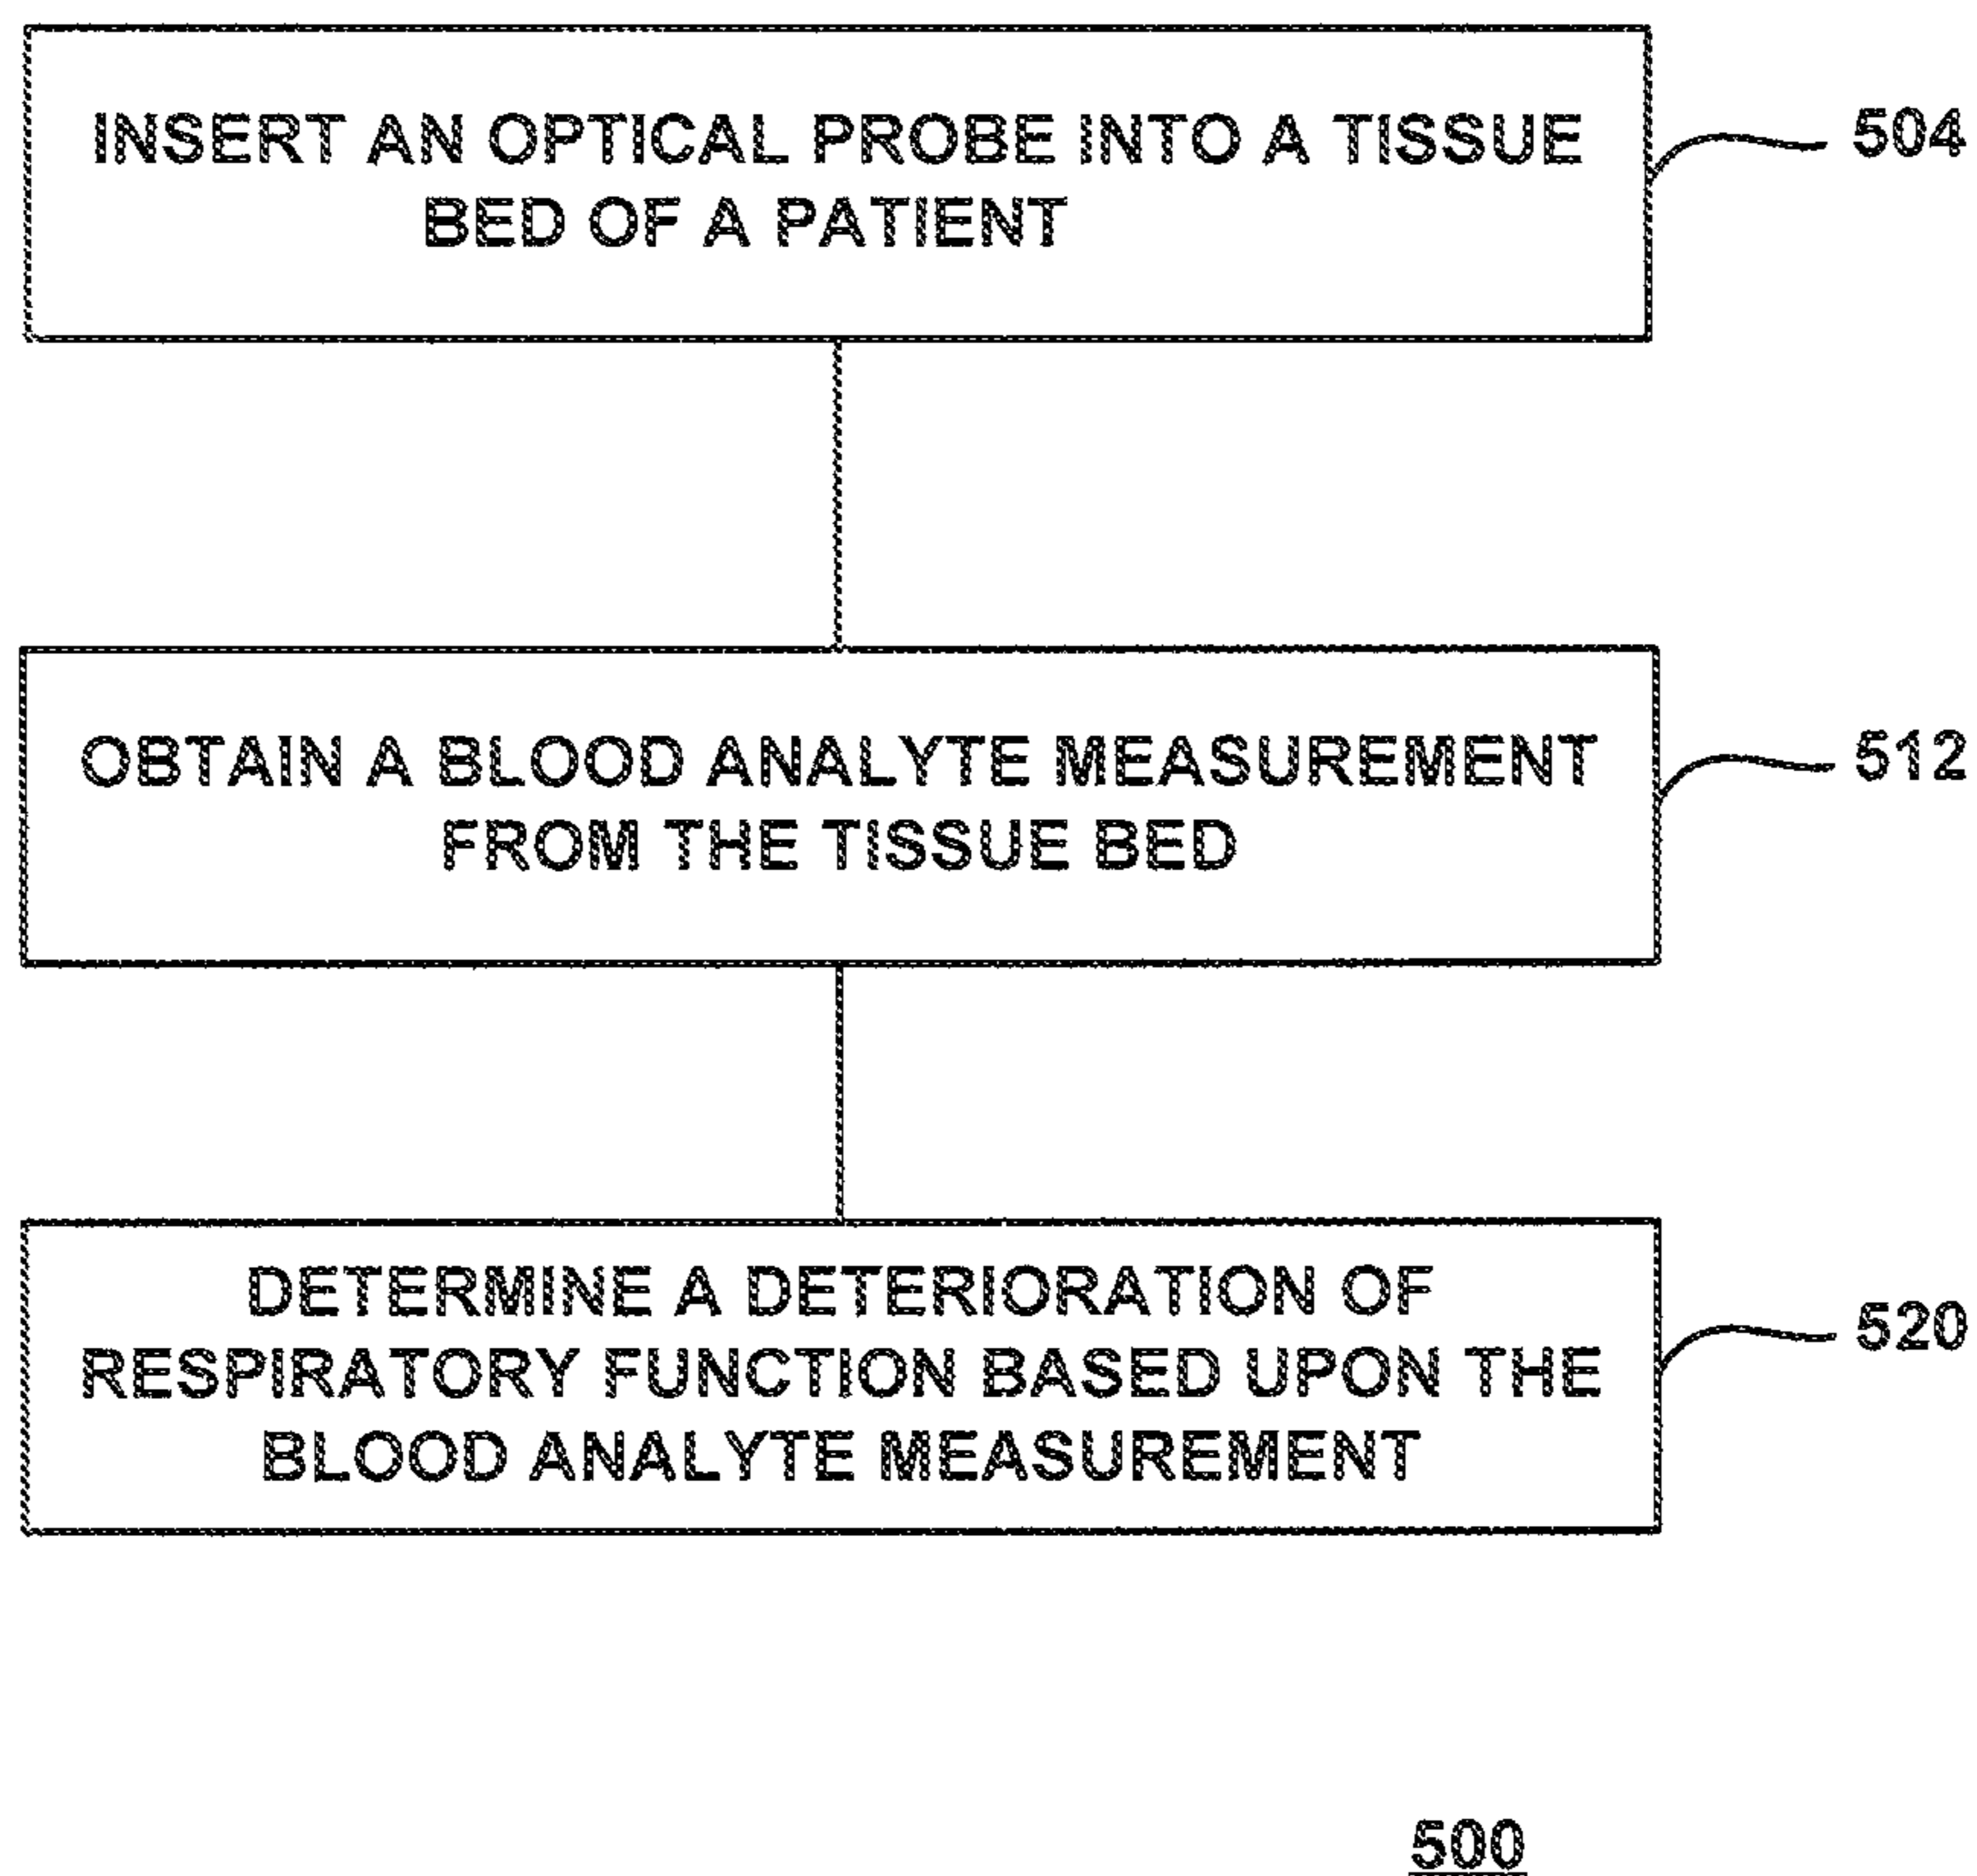 INSERT AN OPTICAL PROBE INTO A TISSUE
BED OF A PATIENT
504
OBTAIN A BLOOD ANALYTE MEASUREMENT
FROM THE TISSUE BED
512
DETERMINE A DETERIORATION OF
RESPIRATORY FUNCTION BASED UPON THE
BLOOD ANALYTE MEASUREMENT
520
500